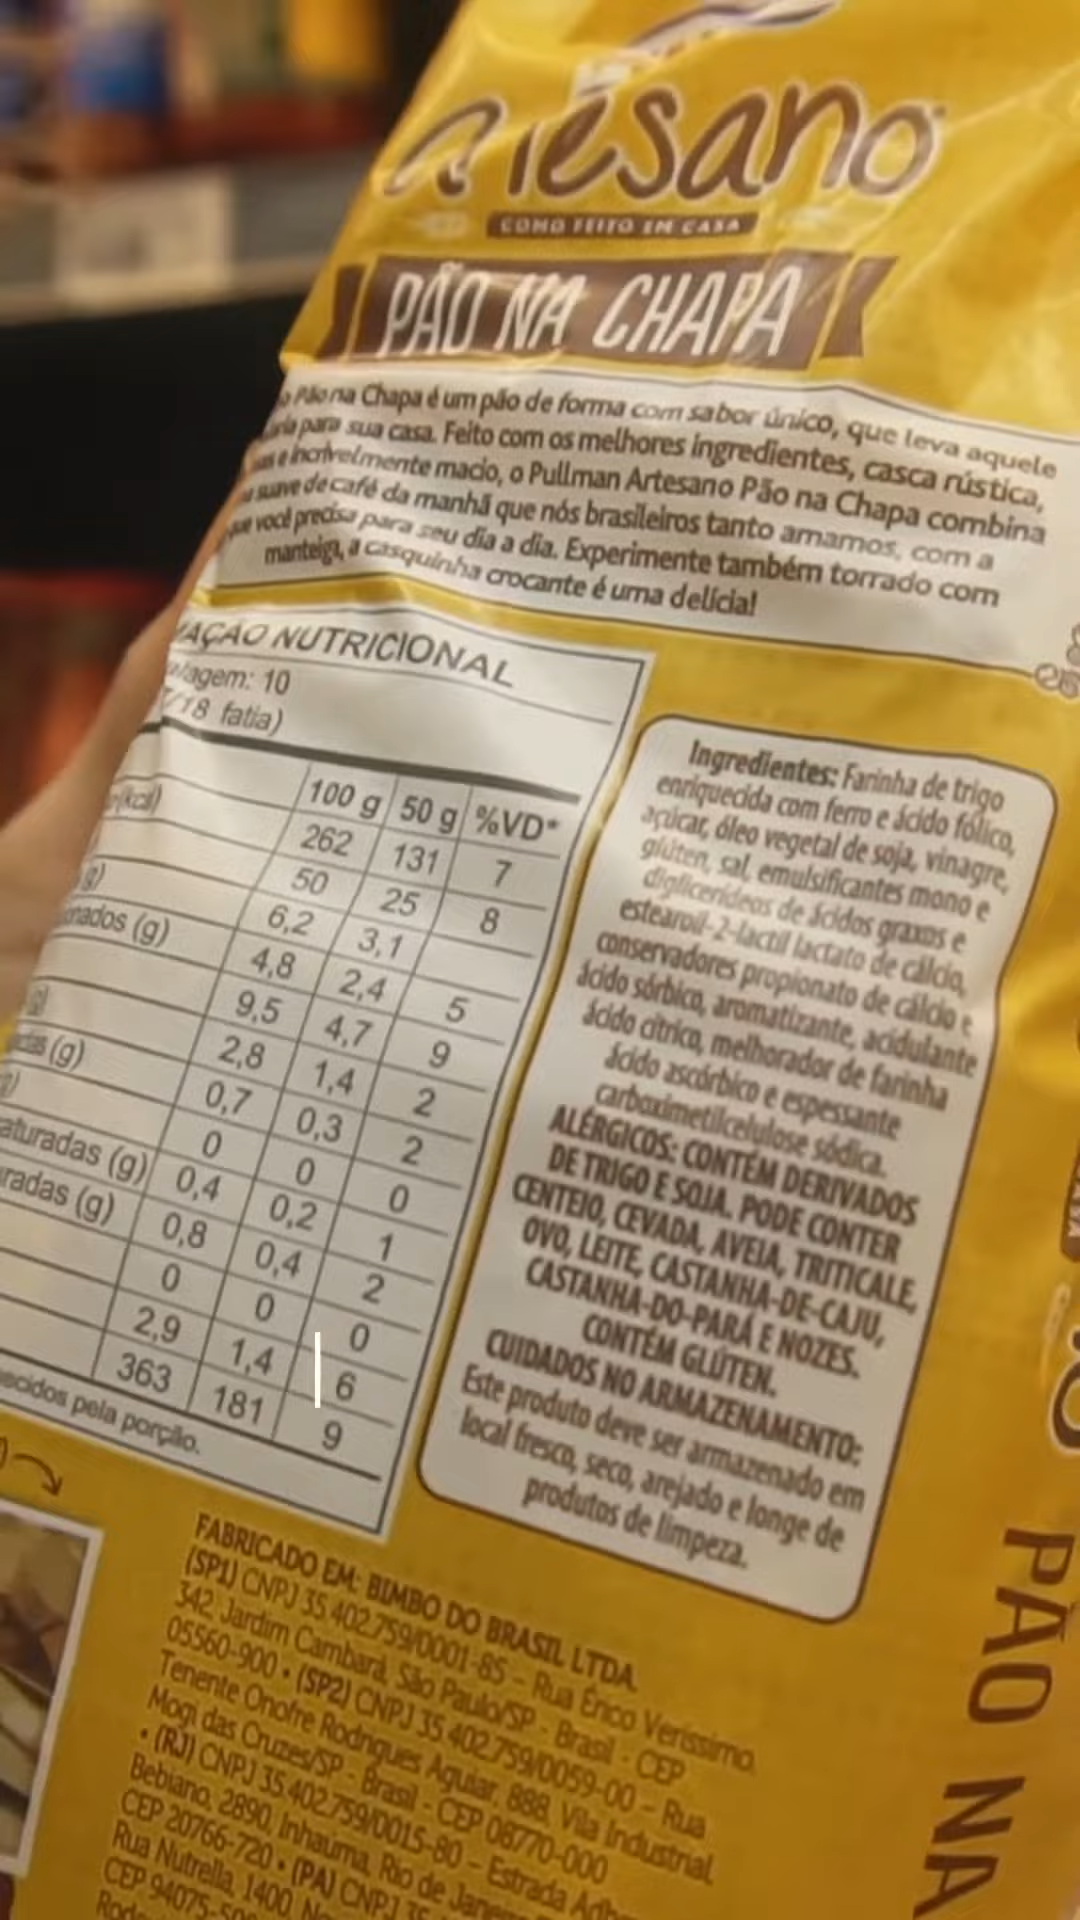 artesano
COMO FEITO EM CASA
PÃO NA CHAPA
Pão na Chapa é um pão de forma com sabor único, que leva aquele
para sua casa. Feito com os melhores ingredientes, casca rústica,
e incrivelmente macio, o Pullman Artesano Pão na Chapa combina
suave de café da manhã que nós brasileiros tanto amamos, com a
você precisa para seu dia a dia. Experimente também torrado com
manteiga, a casquinha crocante é uma delícia!
NUTRICIONAL
10
fatia)
100 g 50 g %VD*
262 131 7
50 25 8
6,2 3,1
(g) 4,8 2,4 5
9,5 4,7 9
2,8 1,4 2
(g) 0,7 0,3 2
0 0 0
(g) 0,4 0,2 1
(g) 0,8 0,4 2
0 0 0
2,9 1,4 6
363 181 9
pela porção.
Ingredientes: Farinha de trigo
enriquecida com ferro e ácido fólico,
açúcar, óleo vegetal de soja, vinagre,
glúten, sal, emulsificantes mono e
diglicerídeos de ácidos graxos e
estearoil-2-lactil lactato de cálcio,
conservadores propionato de cálcio e
ácido sórbico, aromatizante, acidulante
ácido cítrico, melhorador de farinha
ácido ascórbico e espessante
carboximetilcelulose sódica.
ALÉRGICOS: CONTÉM DERIVADOS
DE TRIGO E SOJA. PODE CONTER
CENTEIO, CEVADA, AVEIA, TRITICALE,
OVO, LEITE, CASTANHA-DE-CAJU,
CASTANHA-DO-PARÁ E NOZES.
CONTÉM GLÚTEN.
CUIDADOS NO ARMAZENAMENTO:
Este produto deve ser armazenado em
local fresco, seco, arejado e longe de
produtos de limpeza.
FABRICADO EM: BIMBO DO BRASIL LTDA.
(SP1) CNPJ 35.402.759/0001-85 - Rua Érico Veríssimo,
342, Jardim Cambará, São Paulo/SP - Brasil - CEP
05560-900 • (SP2) CNPJ 35.402.759/0059-00 - Rua
Tenente Onofre Rodrigues Aguiar, 888, Vila Industrial,
Mogi das Cruzes/SP - Brasil - CEP 08770-000
• (RJ) CNPJ 35.402.759/0015-80 - Estrada
Bebiano, 2890, Inhaúma, Rio de
CEP 20766-720 • (PA) CNPJ
Rua Nutrella, 1400,
CEP
PÃO NA